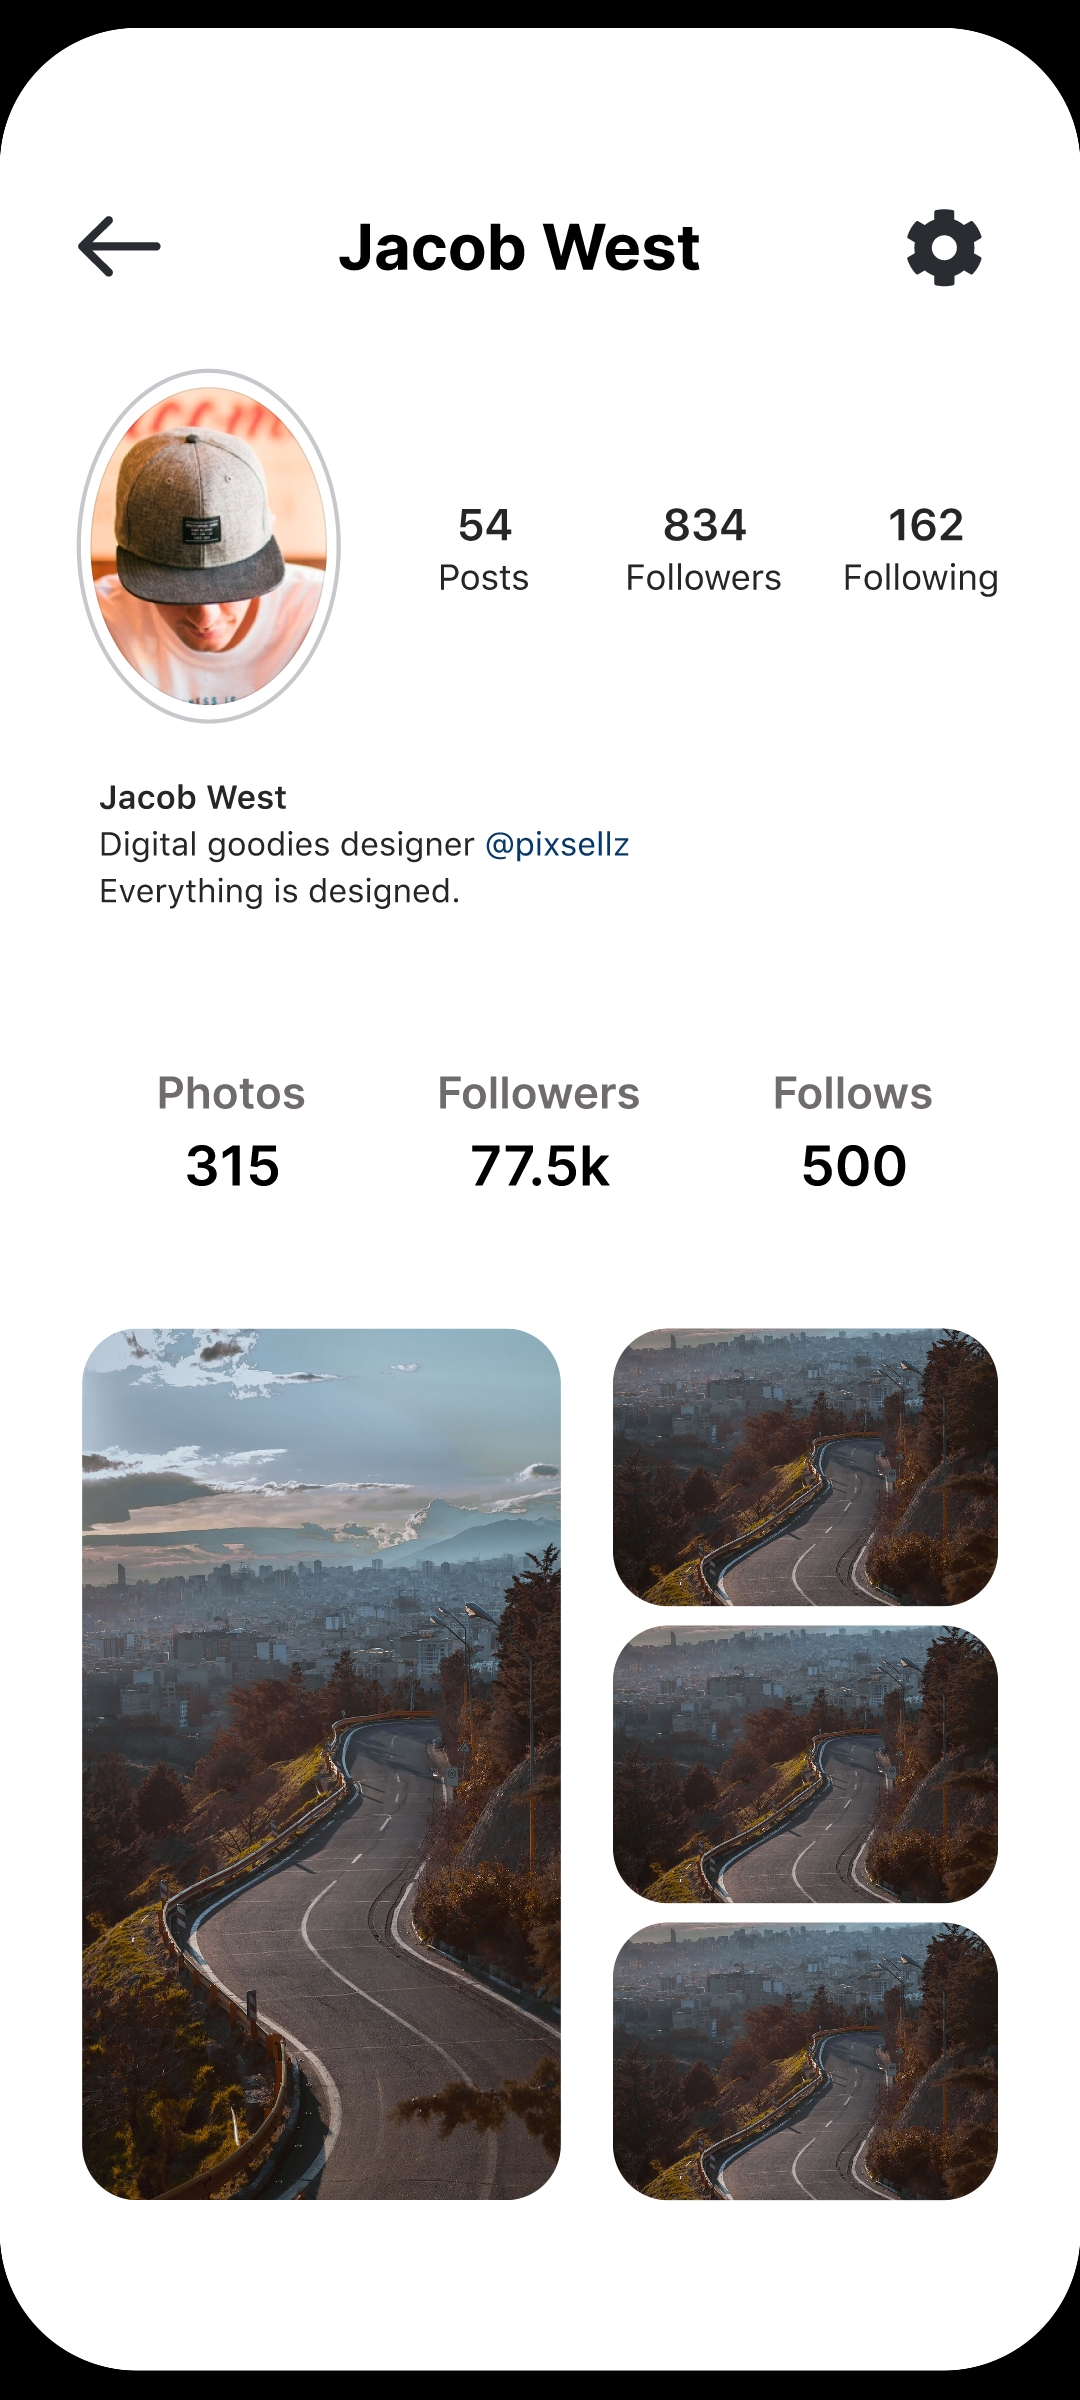 Jacob West
54 834 162
Posts Followers Following
Jacob West
Digital goodies designer @pixsellz
Everything is designed.
Photos Followers Follows
315 77.5k 500